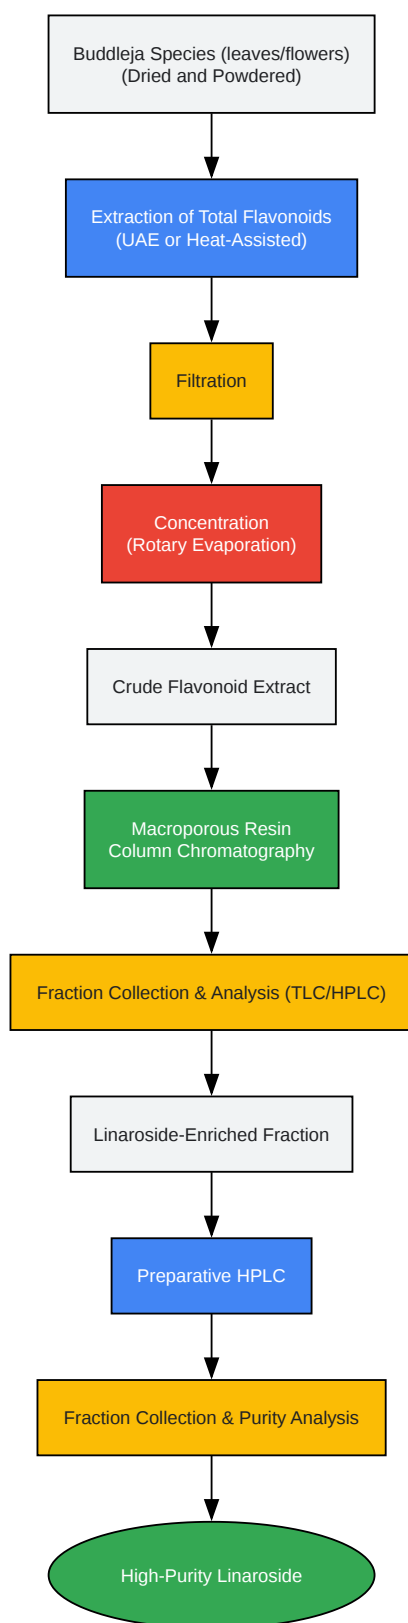 Buddleja Species (leaves/flowers)
(Dried and Powdered)
Extraction of Total Flavonoids
(UAE or Heat-Assisted)
Filtration
Concentration
(Rotary Evaporation)
Crude Flavonoid Extract
Macroporous Resin
Column Chromatography
Fraction Collection & Analysis (TLC/HPLC)
Linaroside-Enriched Fraction
Preparative HPLC
Fraction Collection & Purity Analysis
High-Purity Linaroside